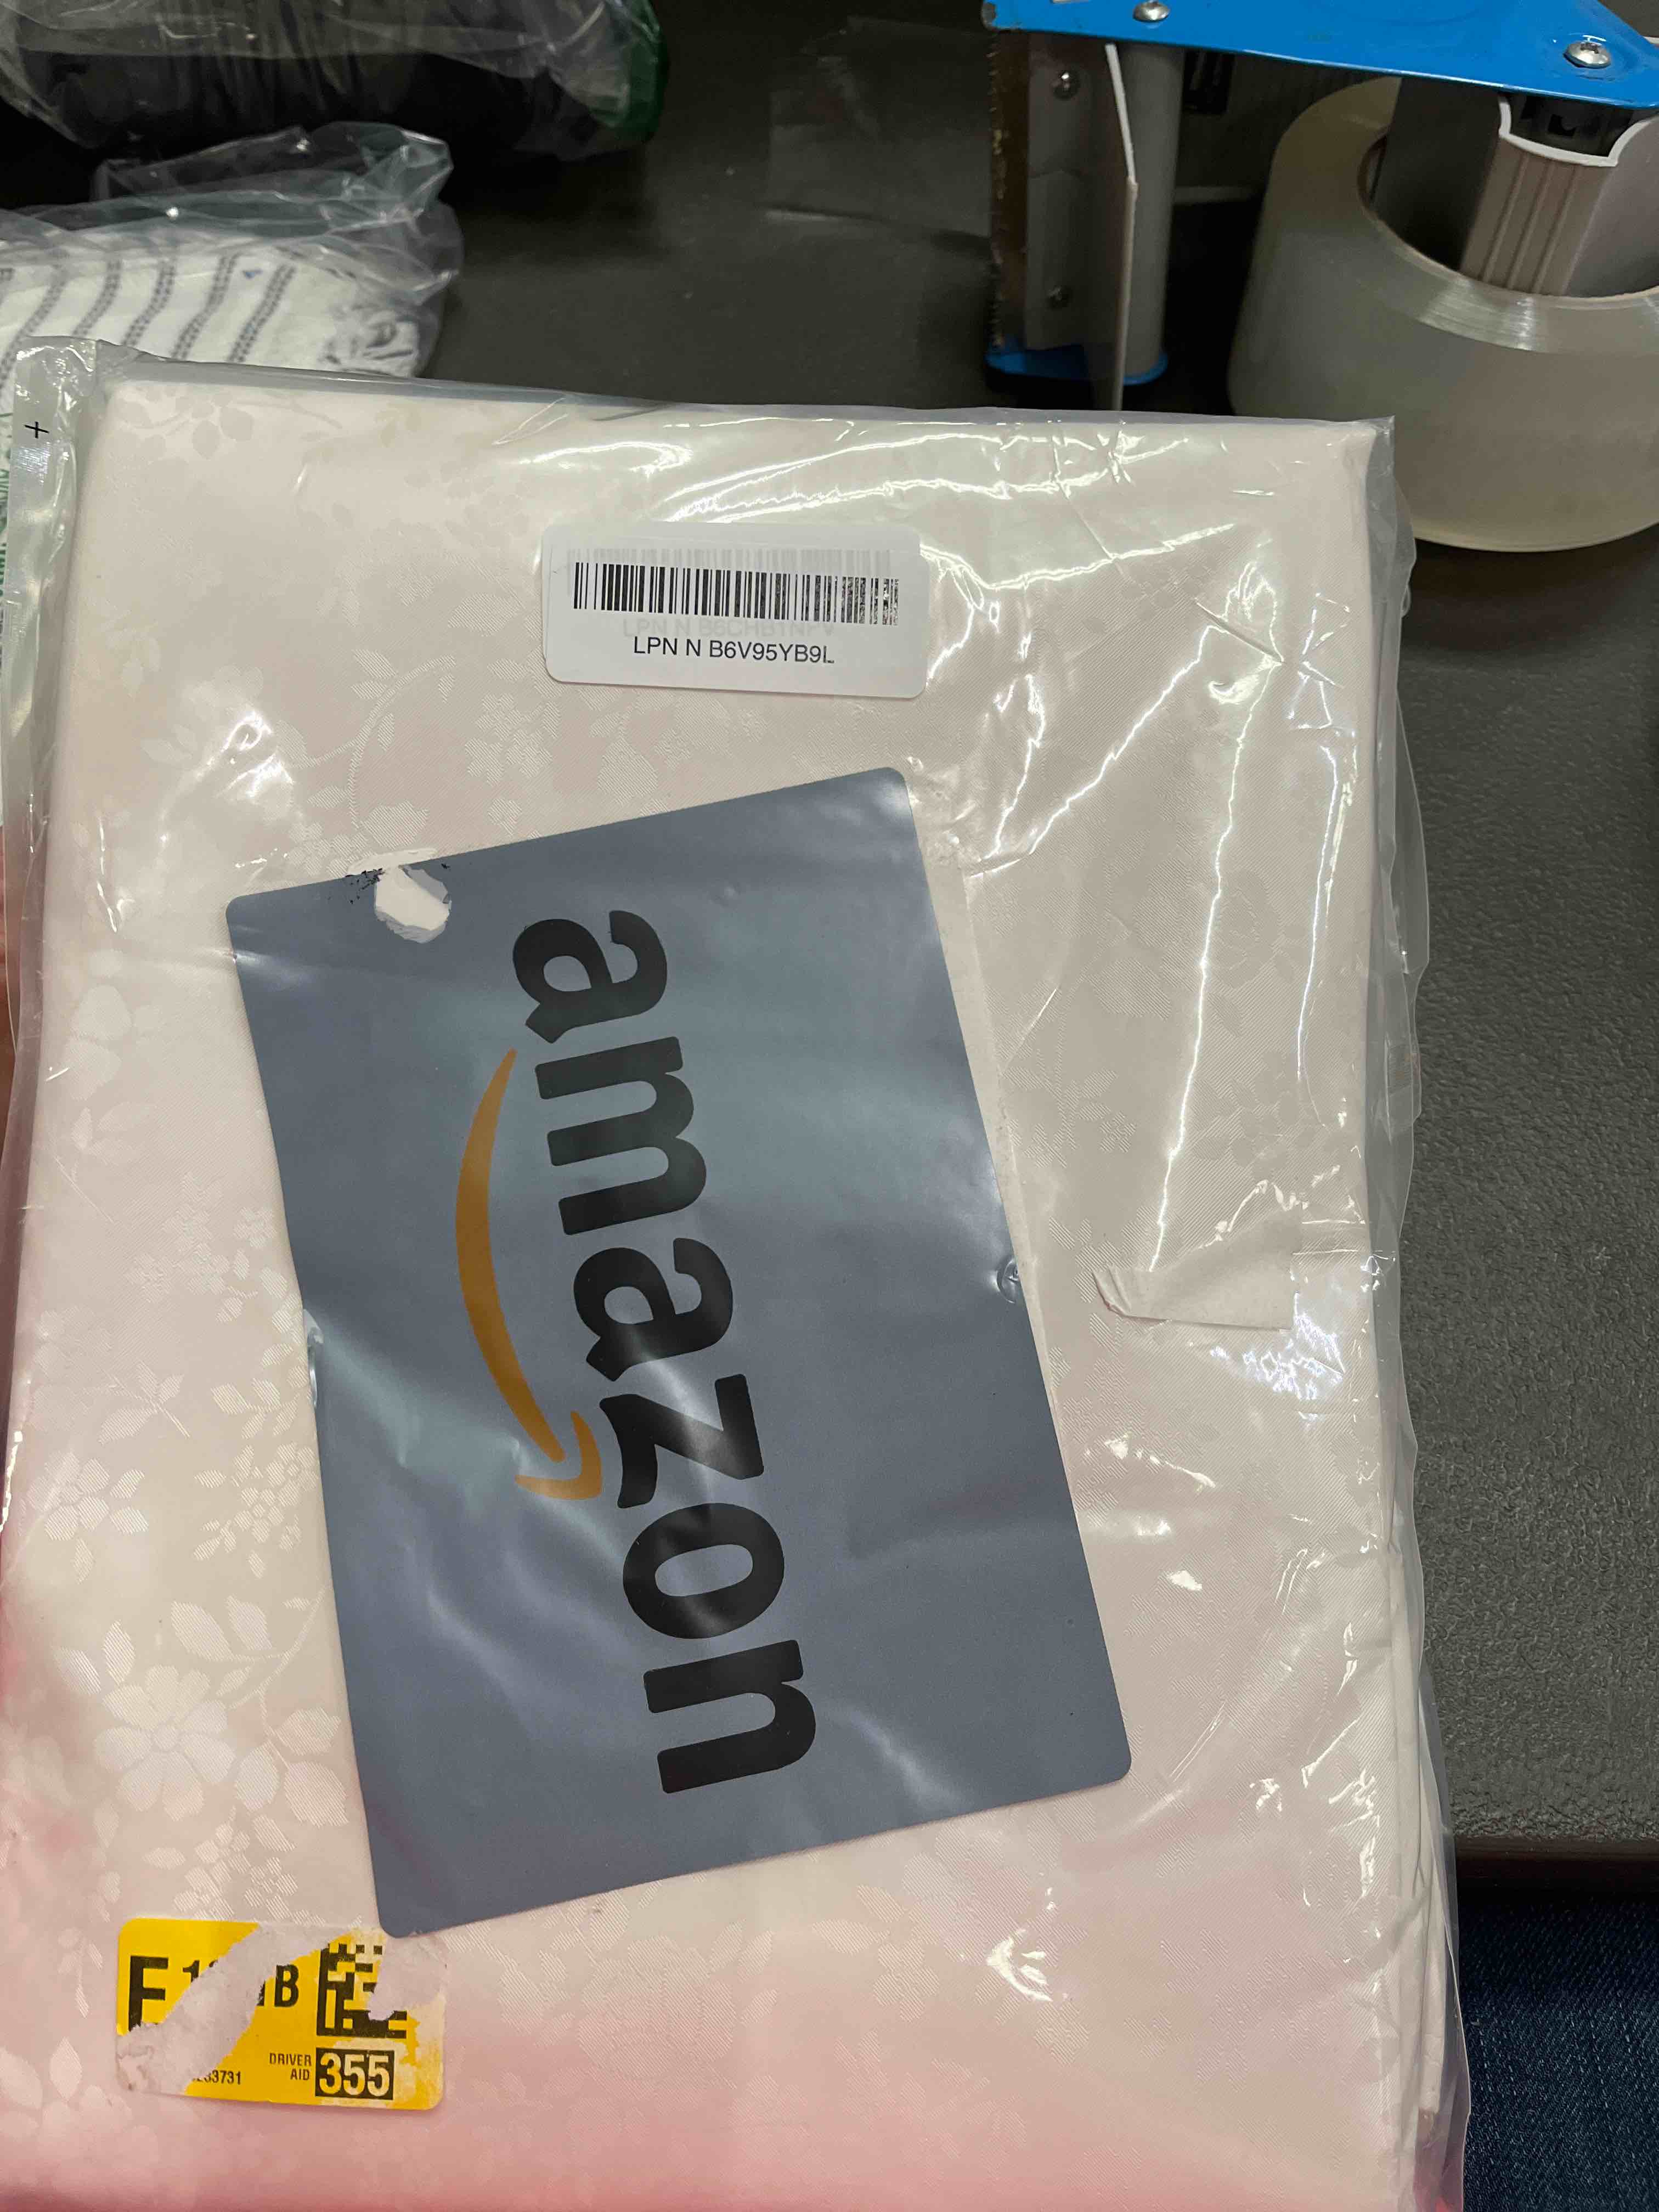 LPN N B6V95YB9L
amazon
DRIVER
AID
355